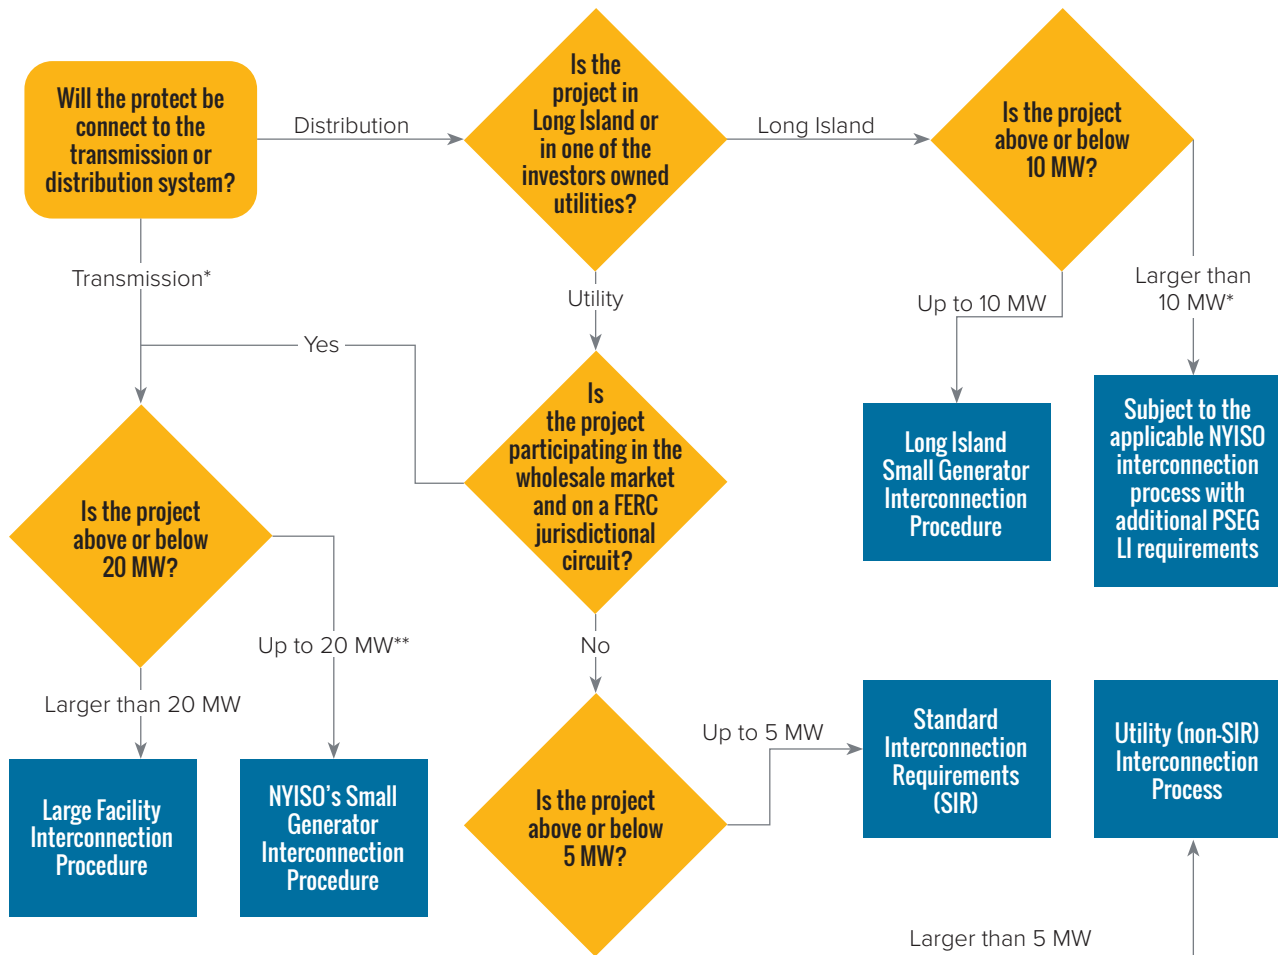 Will the protect be
connect to the
transmission or
distribution system?
Distribution
Is the
project in
Long Island or
in one of the
investors owned
utilities?
Long Island
Is the project
above or below
10 MW?
Transmission*
Utility
Up to 10 MW
Larger than
10 MW*
Yes
Is
the project
participating in the
wholesale market
and on a FERC
jurisdictional
circuit?
Long Island
Small Generator
Interconnection
Procedure
Subject to the
applicable NYISO
interconnection
process with
additional PSEG
LI requirements
Is the project
above or below
20 MW?
Up to 20 MW**
No
Larger than 20 MW
Large Facility
Interconnection
Procedure
NYISO’s Small
Generator
Interconnection
Procedure
Is the project
above or below
5 MW?
Up to 5 MW
Standard
Interconnection
Requirements
(SIR)
Utility (non-SIR)
Interconnection
Process
Larger than 5 MW